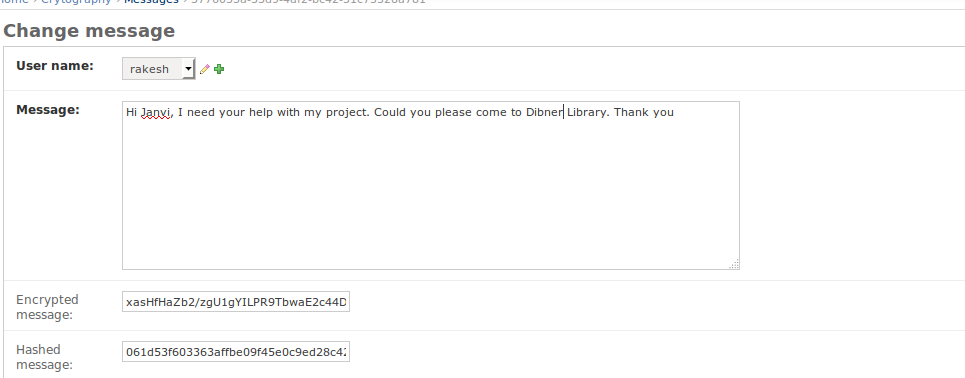 Home › Crytography › Messages ›
Change message
User name: rakesh
Message: Hi Janvi, I need your help with my project. Could you please come to Dibner Library. Thank you
Encrypted message: xasHfHaZb2/zgU1gYILPR9TbwaE2c44D
Hashed message: 061d53f603363affbe09f45e0c9ed28c42